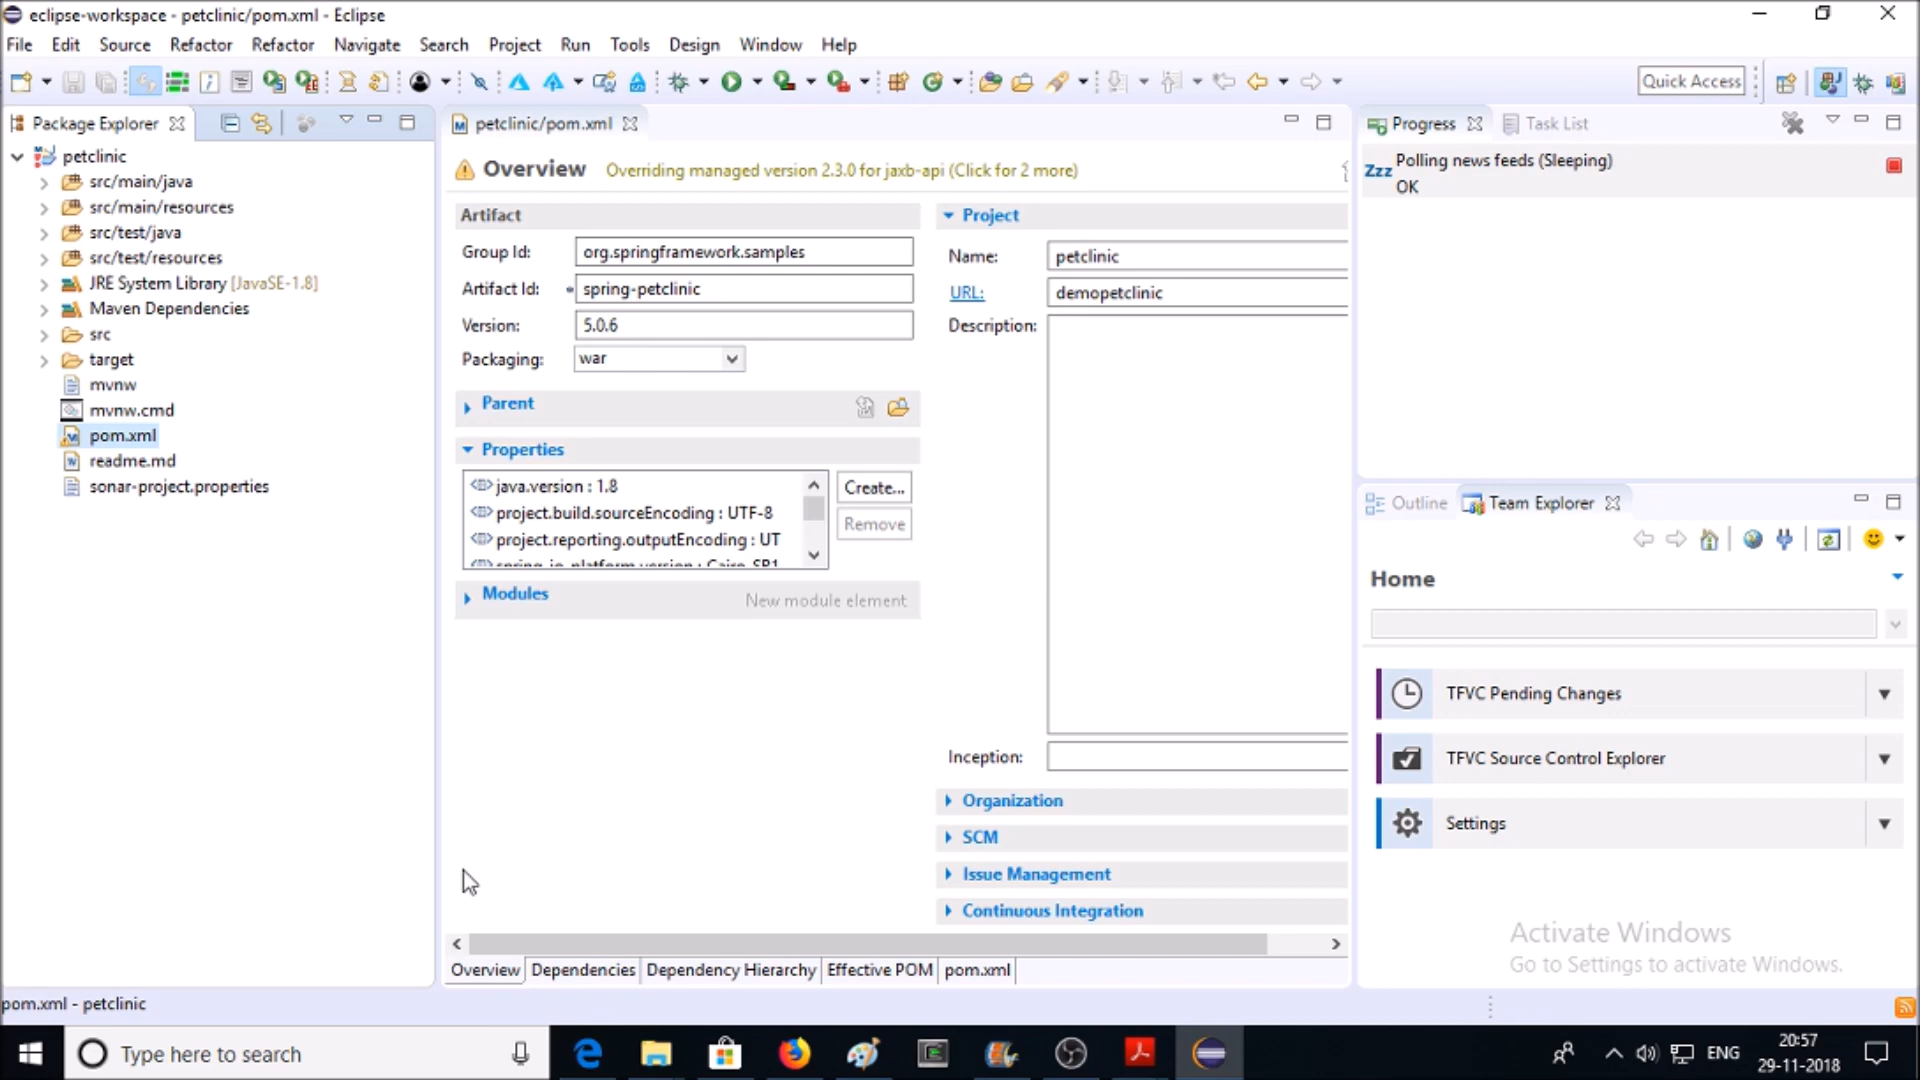 eclipse-workspace - petclinic/pom.xml - Eclipse
File Edit Source Refactor Refactor Navigate Search Project Run Tools Design Window Help
Quick Access
Package Explorer
petclinic
src/main/java
src/main/resources
src/test/java
src/test/resources
JRE System Library [JavaSE-1.8]
Maven Dependencies
src
target
mvnw
mvnw.cmd
pom.xml
readme.md
sonar-project.properties
petclinic/pom.xml
Overview Overriding managed version 2.3.0 for jaxb-api (Click for 2 more)
Artifact
Group Id: org.springframework.samples
Artifact Id: spring-petclinic
Version: 5.0.6
Packaging: war
Parent
Properties
java.version : 1.8
project.build.sourceEncoding : UTF-8
project.reporting.outputEncoding : UT
spring-io-platform.version : Cairo-SR1
Create...
Remove
Modules New module element
Project
Name: petclinic
URL: demopetclinic
Description:
Inception:
Organization
SCM
Issue Management
Continuous Integration
Overview Dependencies Dependency Hierarchy Effective POM pom.xml
Progress Task List
Zzz Polling news feeds (Sleeping)
OK
Outline Team Explorer
Home
TFVC Pending Changes
TFVC Source Control Explorer
Settings
Activate Windows
Go to Settings to activate Windows.
pom.xml - petclinic
Type here to search
ENG
20:57
29-11-2018